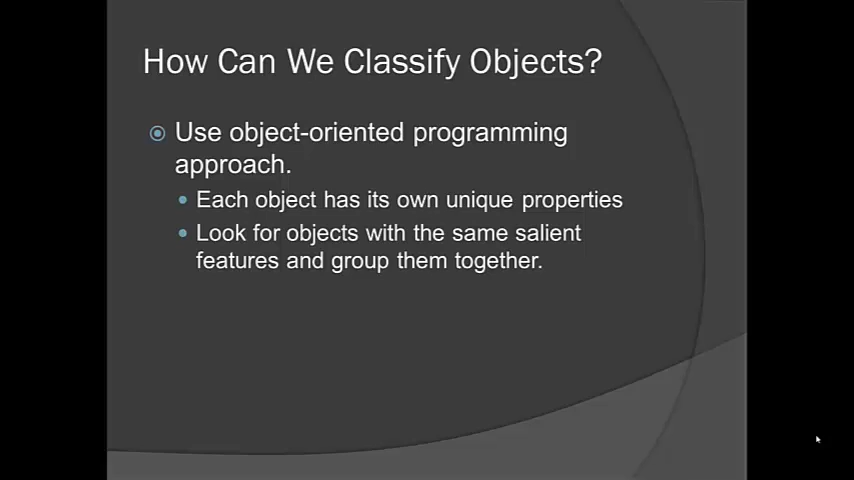 How Can We Classify Objects?
Use object-oriented programming
approach.
Each object has its own unique properties
Look for objects with the same salient
features and group them together.